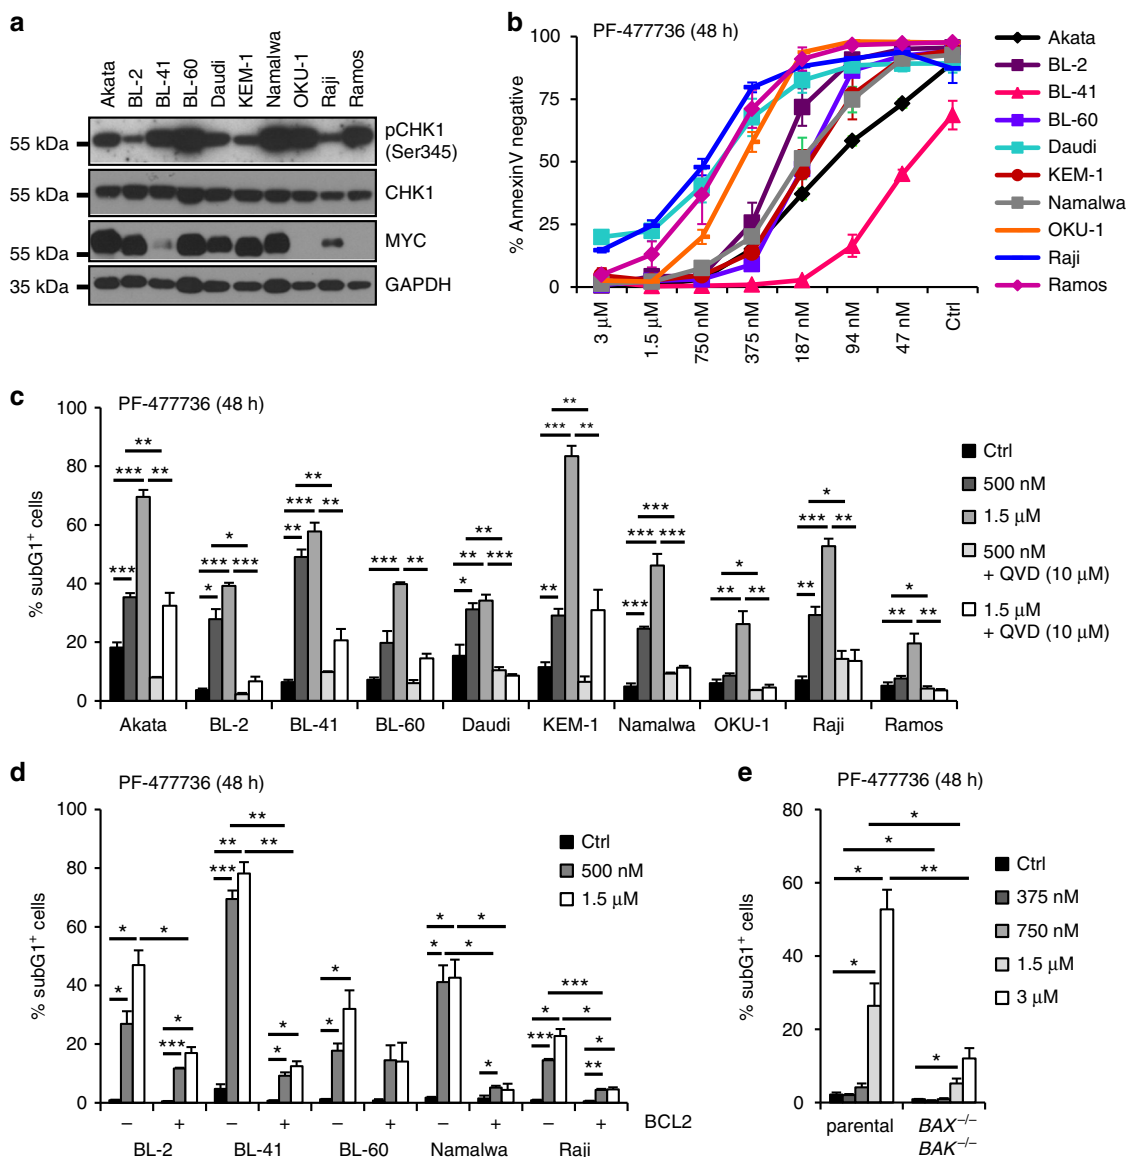 a
Akata BL-2 BL-41 BL-60 Daudi KEM-1 Namalwa OKU-1 Raji Ramos
55 kDa
pCHK1
(Ser345)
55 kDa
CHK1
55 kDa
MYC
35 kDa
GAPDH
b
PF-477736 (48 h)
% AnnexinV negative
100
75
50
25
0
3 µM 1.5 µM 750 nM 375 nM 187 nM 94 nM 47 nM Ctrl
Akata
BL-2
BL-41
BL-60
Daudi
KEM-1
Namalwa
OKU-1
Raji
Ramos
c
PF-477736 (48 h)
% subG1+ cells
100
80
60
40
20
0
*** *** ** **
* *** * ***
** *** ** **
*** **
* ** ** ***
** *** ** **
*** *** *** ***
** * **
** *** * **
** * **
Akata BL-2 BL-41 BL-60 Daudi KEM-1 Namalwa OKU-1 Raji Ramos
Ctrl
500 nM
1.5 µM
500 nM
+ QVD (10 µM)
1.5 µM
+ QVD (10 µM)
d
PF-477736 (48 h)
% subG1+ cells
100
80
60
40
20
0
* * * *** *
*** ** ** ** * *
* *
* * * * *
*** * *** * ** *
Ctrl
500 nM
1.5 µM
– + – + – + – + – + BCL2
BL-2 BL-41 BL-60 Namalwa Raji
e
PF-477736 (48 h)
% subG1+ cells
80
60
40
20
0
*
*
* **
*
*
Ctrl
375 nM
750 nM
1.5 µM
3 µM
parental BAX–/–
BAK–/–